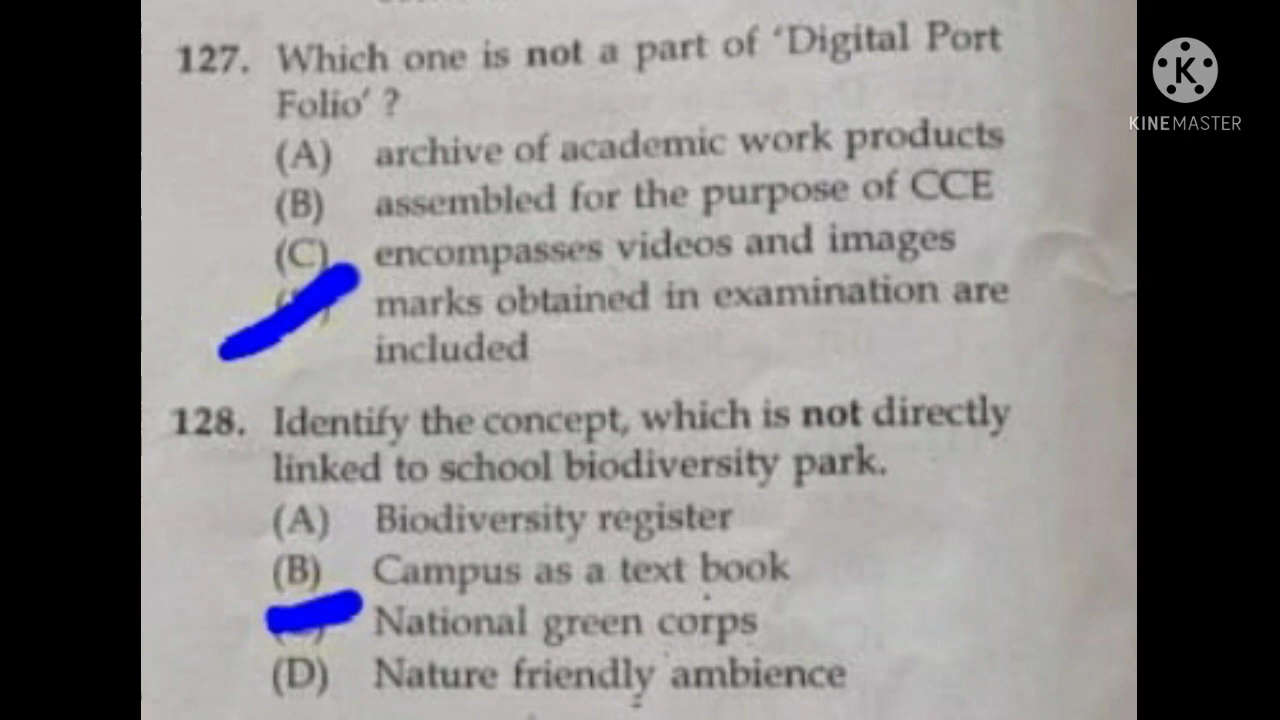 127. Which one is not a part of 'Digital Port
Folio' ?
(A) archive of academic work products
(B) assembled for the purpose of CCE
(C) encompasses videos and images
marks obtained in examination are
included
128. Identify the concept, which is not directly
linked to school biodiversity park.
(A) Biodiversity register
(B) Campus as a text book
National green corps
(D) Nature friendly ambience
K
KINEMASTER